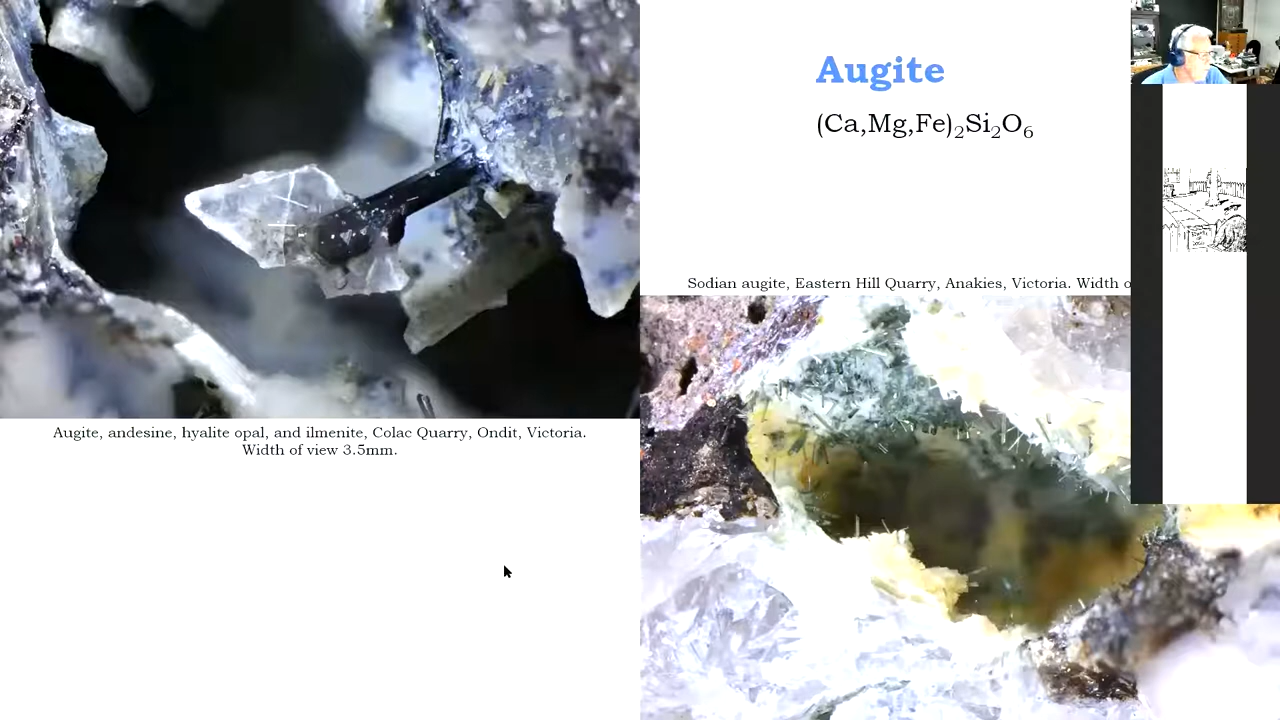 Augite
(Ca,Mg,Fe)₂Si₂O₆
Sodian augite, Eastern Hill Quarry, Anakies, Victoria. Width
Augite, andesine, hyalite opal, and ilmenite, Colac Quarry, Ondit, Victoria.
Width of view 3.5mm.